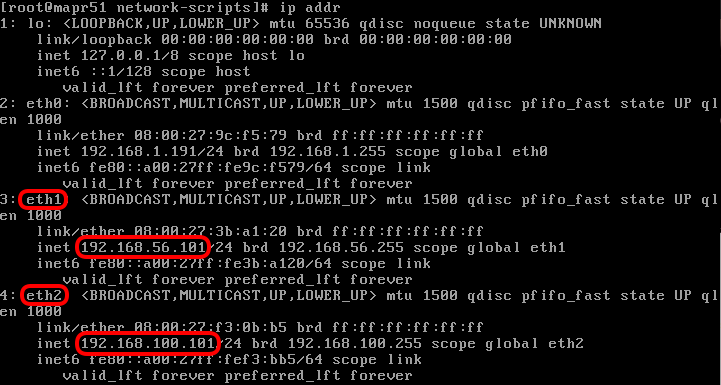 [root@mapr51 network-scripts]# ip addr
1: lo: <LOOPBACK,UP,LOWER_UP> mtu 65536 qdisc noqueue state UNKNOWN
    link/loopback 00:00:00:00:00:00 brd 00:00:00:00:00:00
    inet 127.0.0.1/8 scope host lo
    inet6 ::1/128 scope host
       valid_lft forever preferred_lft forever
2: eth0: <BROADCAST,MULTICAST,UP,LOWER_UP> mtu 1500 qdisc pfifo_fast state UP ql
en 1000
    link/ether 08:00:27:9c:f5:79 brd ff:ff:ff:ff:ff:ff
    inet 192.168.1.191/24 brd 192.168.1.255 scope global eth0
    inet6 fe80::a00:27ff:fe9c:f579/64 scope link
       valid_lft forever preferred_lft forever
3: eth1: <BROADCAST,MULTICAST,UP,LOWER_UP> mtu 1500 qdisc pfifo_fast state UP ql
en 1000
    link/ether 08:00:27:3b:a1:20 brd ff:ff:ff:ff:ff:ff
    inet 192.168.56.101/24 brd 192.168.56.255 scope global eth1
    inet6 fe80::a00:27ff:fe3b:a120/64 scope link
       valid_lft forever preferred_lft forever
4: eth2: <BROADCAST,MULTICAST,UP,LOWER_UP> mtu 1500 qdisc pfifo_fast state UP ql
en 1000
    link/ether 08:00:27:f3:0b:b5 brd ff:ff:ff:ff:ff:ff
    inet 192.168.100.101/24 brd 192.168.100.255 scope global eth2
    inet6 fe80::a00:27ff:fef3:bb5/64 scope link
       valid_lft forever preferred_lft forever